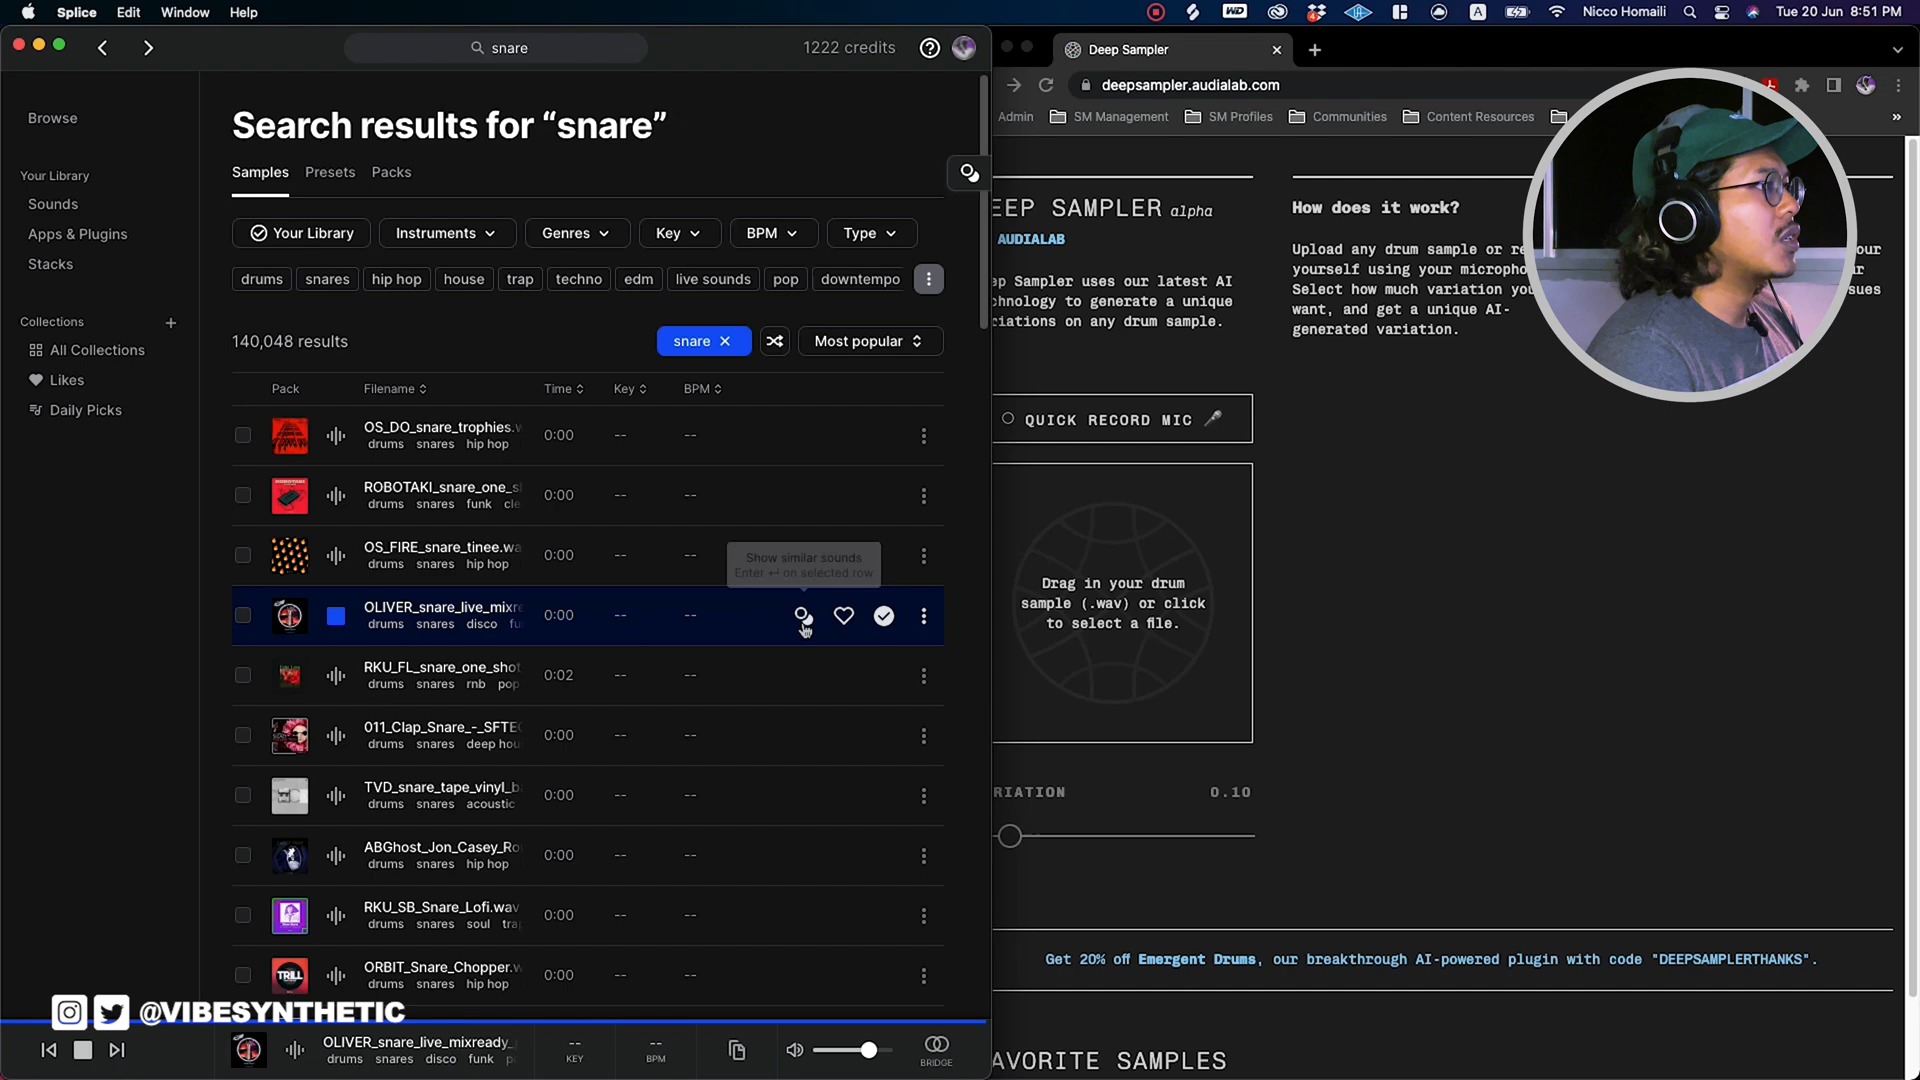 Splice Edit Window Help
WD
4
A
Nicco Homaili
Tue 20 Jun 8:51 PM
snare
1222 credits
Browse
Your Library
Sounds
Apps & Plugins
Stacks
Collections
All Collections
Likes
Daily Picks
Search results for “snare”
Samples Presets Packs
Your Library Instruments Genres Key BPM Type
drums snares hip hop house trap techno edm live sounds pop downtempo
140,048 results
snare
Most popular
Pack Filename Time Key BPM
OS_DO_snare_trophies.
drums snares hip hop
0:00 -- --
ROBOTAKI_snare_one_s
drums snares funk cle
0:00 -- --
OS_FIRE_snare_tinee.wa
drums snares hip hop
0:00 -- --
Show similar sounds
Enter ↵ on selected row
OLIVER_snare_live_mixre
drums snares disco fu
0:00 -- --
RKU_FL_snare_one_shot
drums snares rnb pop
0:02 -- --
011_Clap_Snare_-_SFTE
drums snares deep hou
0:00 -- --
TVD_snare_tape_vinyl_b
drums snares acoustic
0:00 -- --
ABGhost_Jon_Casey_Ro
drums snares hip hop
0:00 -- --
RKU_SB_Snare_Lofi.wav
drums snares soul tra
0:00 -- --
TRILL
ORBIT_Snare_Chopper.
drums snares hip hop
0:00 -- --
@VIBESYNTHETIC
OLIVER_snare_live_mixready_
drums snares disco funk p
--
KEY
--
BPM
BRIDGE
Deep Sampler
deepsampler.audialab.com
Admin SM Management SM Profiles Communities Content Resources
EEP SAMPLER alpha
AUDIALAB
ep Sampler uses our latest AI
chnology to generate a unique
riations on any drum sample.
How does it work?
Upload any drum sample or re
yourself using your micropho
Select how much variation yo
want, and get a unique AI-
generated variation.
QUICK RECORD MIC
Drag in your drum
sample (.wav) or click
to select a file.
RIATION 0.10
Get 20% off Emergent Drums, our breakthrough AI-powered plugin with code "DEEPSAMPLERTHANKS".
AVORITE SAMPLES